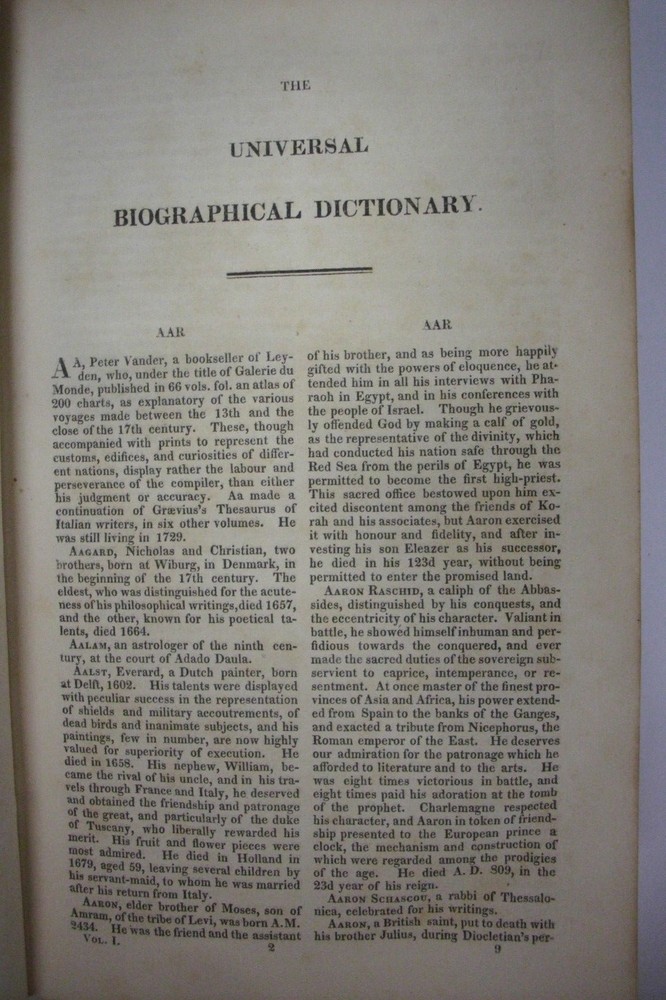 THE
UNIVERSAL
BIOGRAPHICAL DICTIONARY.
AAR
AA, Peter Vander, a bookseller of Ley-
den, who, under the title of Galerie du
Monde, published in 66 vols. fol. an atlas of
200 charts, as explanatory of the various
voyages made between the 13th and the
close of the 17th century. These, though
accompanied with prints to represent the
customs, edifices, and curiosities of differ-
ent nations, display rather the labour and
perseverance of the compiler, than either
his judgment or accuracy. Aa made a
continuation of Grævius's Thesaurus of
Italian writers, in six other volumes. He
was still living in 1729.
AAGARD, Nicholas and Christian, two
brothers, born at Wiburg, in Denmark, in
the beginning of the 17th century. The
eldest, who was distinguished for the acute-
ness of his philosophical writings, died 1657,
and the other, known for his poetical ta-
lents, died 1664.
AALAM, an astrologer of the ninth cen-
tury, at the court of Adado Daula.
AALST, Everard, a Dutch painter, born
at Delft, 1602. His talents were displayed
with peculiar success in the representation
of shields and military accoutrements, of
dead birds and inanimate subjects, and his
paintings, few in number, are now highly
valued for superiority of execution. He
died in 1658. His nephew, William, be-
came the rival of his uncle, and in his tra-
vels through France and Italy, he deserved
and obtained the friendship and patronage
of the great, and particularly of the duke
of Tuscany, who liberally rewarded his
merit. His fruit and flower pieces were
most admired. He died in Holland in
1679, aged 59, leaving several children by
his servant-maid, to whom he was married
after his return from Italy.
AARON, elder brother of Moses, son of
Amram, of the tribe of Levi, was born A.M.
2434. He was the friend and the assistant
VOL. I. 2
AAR
of his brother, and as being more happily
gifted with the powers of eloquence, he at-
tended him in all his interviews with Pha-
raoh in Egypt, and in his conferences with
the people of Israel. Though he grievous-
ly offended God by making a calf of gold,
as the representative of the divinity, which
had conducted his nation safe through the
Red Sea from the perils of Egypt, he was
permitted to become the first high-priest.
This sacred office bestowed upon him ex-
cited discontent among the friends of Ko-
rah and his associates, but Aaron exercised
it with honour and fidelity, and after in-
vesting his son Eleazer as his successor,
he died in his 123d year, without being
permitted to enter the promised land.
AARON RASCHID, a caliph of the Abbas-
sides, distinguished by his conquests, and
the eccentricity of his character. Valiant in
battle, he showed himself inhuman and per-
fidious towards the conquered, and ever
made the sacred duties of the sovereign sub-
servient to caprice, intemperance, or re-
sentment. At once master of the finest pro-
vinces of Asia and Africa, his power extend-
ed from Spain to the banks of the Ganges,
and exacted a tribute from Nicephorus, the
Roman emperor of the East. He deserves
our admiration for the patronage which he
afforded to literature and to the arts. He
was eight times victorious in battle, and
eight times paid his adoration at the tomb
of the prophet. Charlemagne respected
his character, and Aaron in token of friend-
ship presented to the European prince a
clock, the mechanism and construction of
which were regarded among the prodigies
of the age. He died A. D. 809, in the
23d year of his reign.
AARON SCHASCOU, a rabbi of Thessalo-
nica, celebrated for his writings.
AARON, a British saint, put to death with
his brother Julius, during Diocletian's per-
9